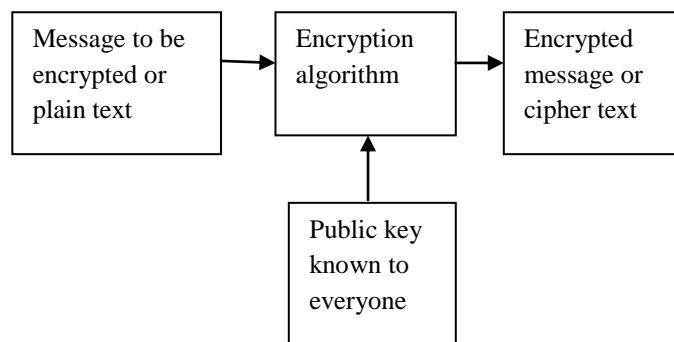 Message to be
encrypted or
plain text
Encryption
algorithm
Encrypted
message or
cipher text
Public key
known to
everyone